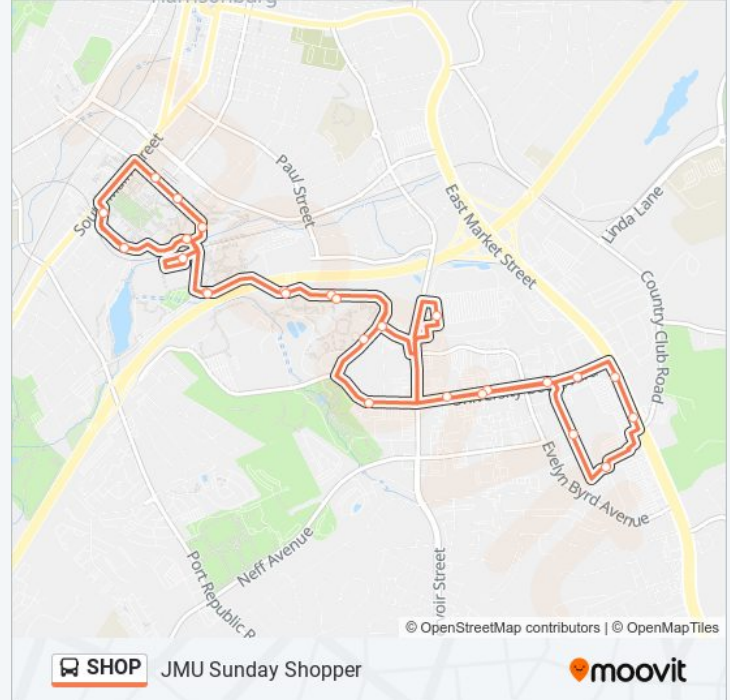 Harrisonburg
Paul Street
East Market Street
Linda Lane
Country Club Road
Evelyn Byrd Avenue
Neff Avenue
Port Republic R
voir Street
© OpenStreetMap contributors | © OpenMapTiles
SHOP JMU Sunday Shopper
moovit